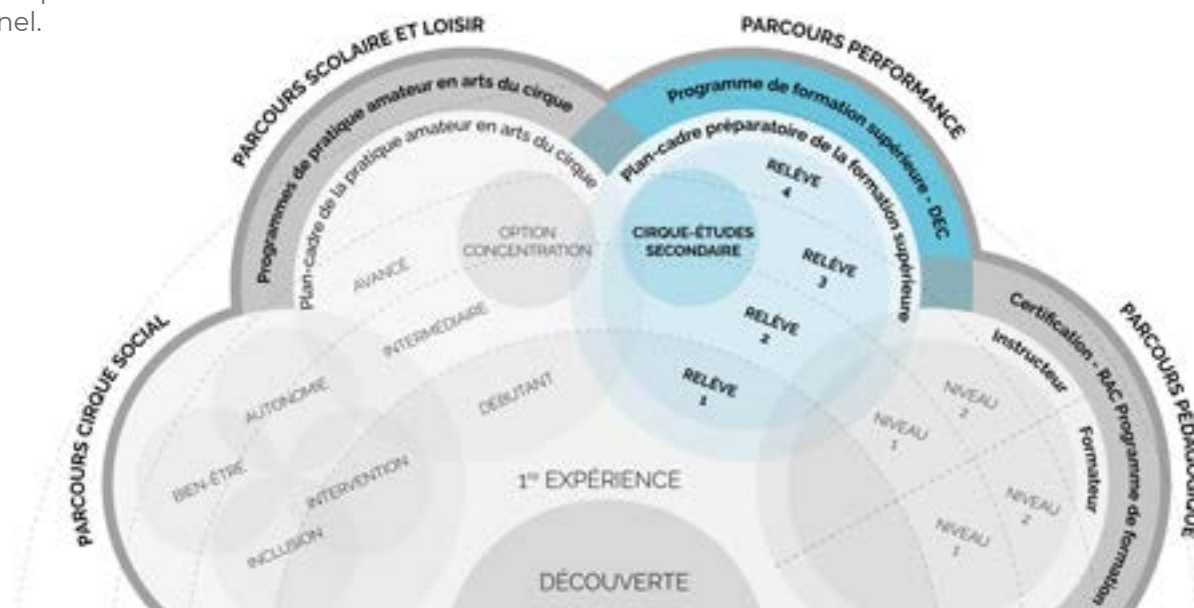 nel.
PARCOURS SCOLAIRE ET LOISIR
Programmes de pratique amateur en arts du cirque
Plan-cadre de la pratique amateur en arts du cirque
OPTION
CONCENTRATION
AVANCÉ
INTERMÉDIAIRE
DÉBUTANT
PARCOURS PERFORMANCE
Programme de formation supérieure - DEC
Plan-cadre préparatoire de la formation supérieure
CIRQUE-ÉTUDES
SECONDAIRE
RELÈVE
4
RELÈVE
3
RELÈVE
2
RELÈVE
1
PARCOURS CIRQUE SOCIAL
AUTONOMIE
BIEN-ÊTRE
INTERVENTION
INCLUSION
PARCOURS PÉDAGOGIQUE
Certification - RAC Programme de formation
Instructeur
NIVEAU
2
NIVEAU
1
Formateur
NIVEAU
2
NIVEAU
1
1re EXPÉRIENCE
DÉCOUVERTE